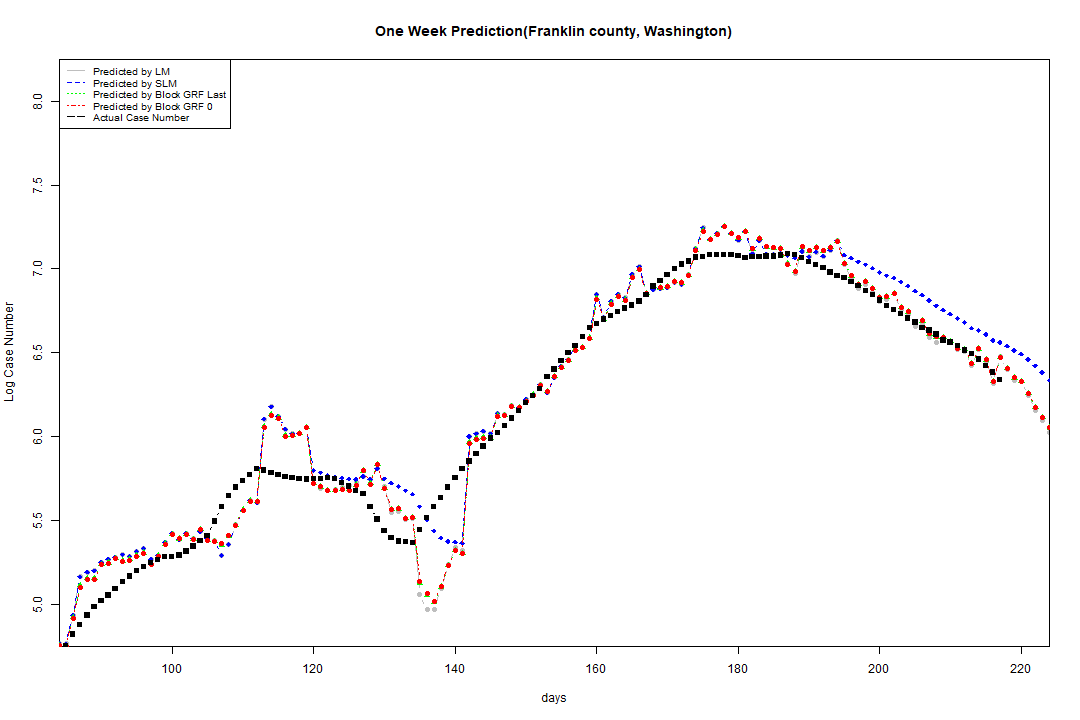 One Week Prediction(Franklin county, Washington)
Predicted by LM
Predicted by SLM
Predicted by Block GRF Last
Predicted by Block GRF 0
Actual Case Number
8.0
7.5
7.0
6.5
6.0
5.5
5.0
Log Case Number
100 120 140 160 180 200 220
days